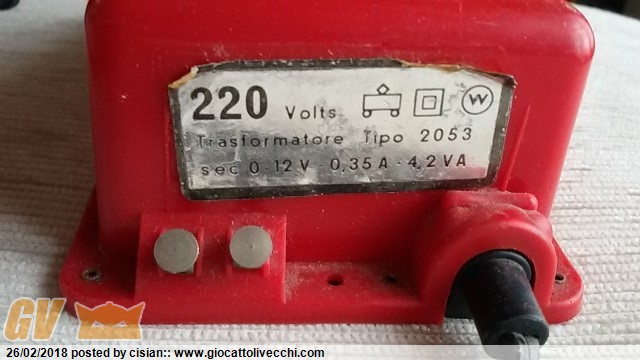 220 Volts W
Trasformatore Tipo 2053
sec 0-12V - 0,35A - 4,2VA
GV
26/02/2018 posted by cisian:: www.giocattolivecchi.com